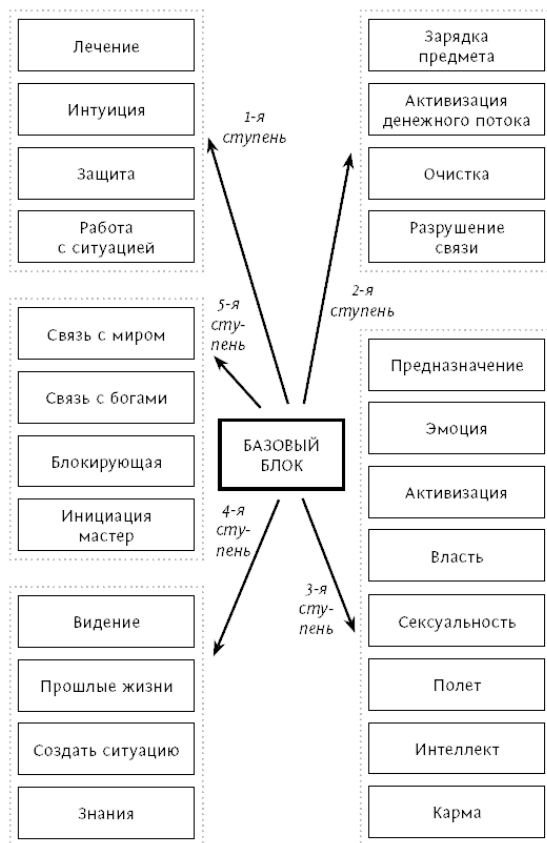 Лечение
Интуиция
Защита
Работа
с ситуацией
1-я
ступень
Зарядка
предмета
Активизация
денежного потока
Очистка
Разрушение
связи
2-я
ступень
5-я
сту-
пень
Связь с миром
Связь с богами
Блокирующая
Инициация
мастер
БАЗОВЫЙ
БЛОК
Предназначение
Эмоция
Активизация
Власть
Сексуальность
Полет
Интеллект
Карма
3-я
сту-
пень
4-я
сту-
пень
Видение
Прошлые жизни
Создать ситуацию
Знания